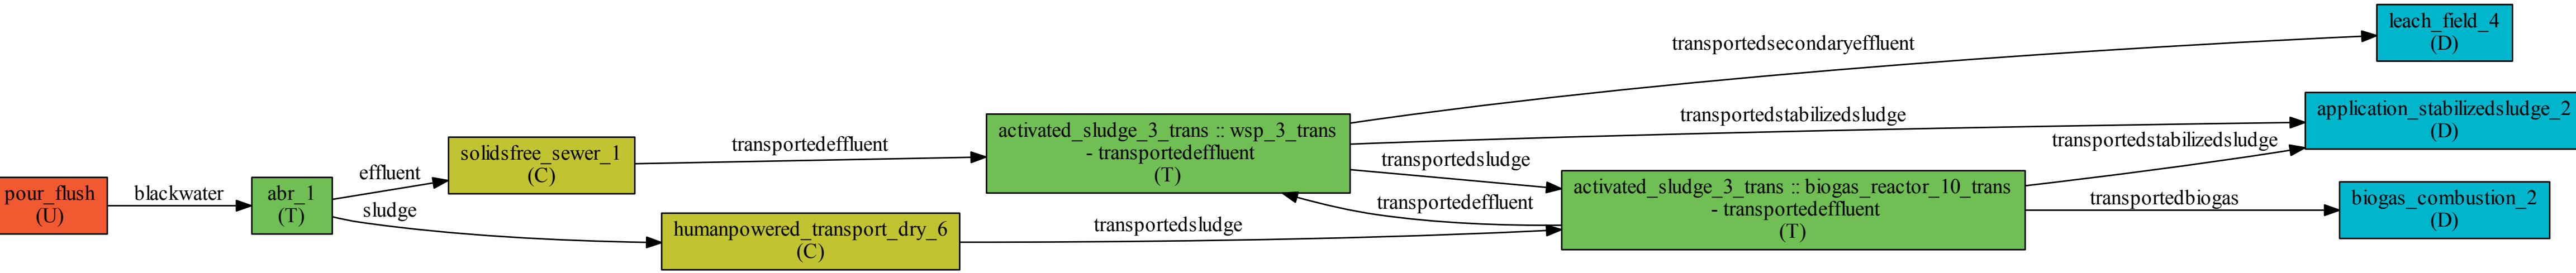 pour_flush
(U)
blackwater
abr_1
(T)
effluent
sludge
solidsfree_sewer_1
(C)
humanpowered_transport_dry_6
(C)
transportedeffluent
transportedsludge
activated_sludge_3_trans :: wsp_3_trans
- transportedeffluent
(T)
transportedsecondaryeffluent
transportedstabilizedsludge
transportedsludge
transportedeffluent
activated_sludge_3_trans :: biogas_reactor_10_trans
- transportedeffluent
(T)
transportedstabilizedsludge
transportedbiogas
leach_field_4
(D)
application_stabilizedsludge_2
(D)
biogas_combustion_2
(D)